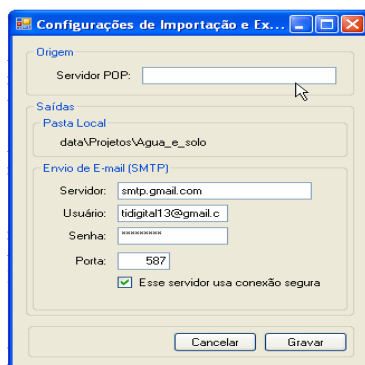 Configurações de Importação e Ex...
Origem
Servidor POP:
Saídas
Pasta Local
data\Projetos\Agua_e_solo
Envio de E-mail (SMTP)
Servidor: smtp.gmail.com
Usuário: tidigital13@gmail.c
Senha: *********
Porta: 587
Esse servidor usa conexão segura
Cancelar Gravar